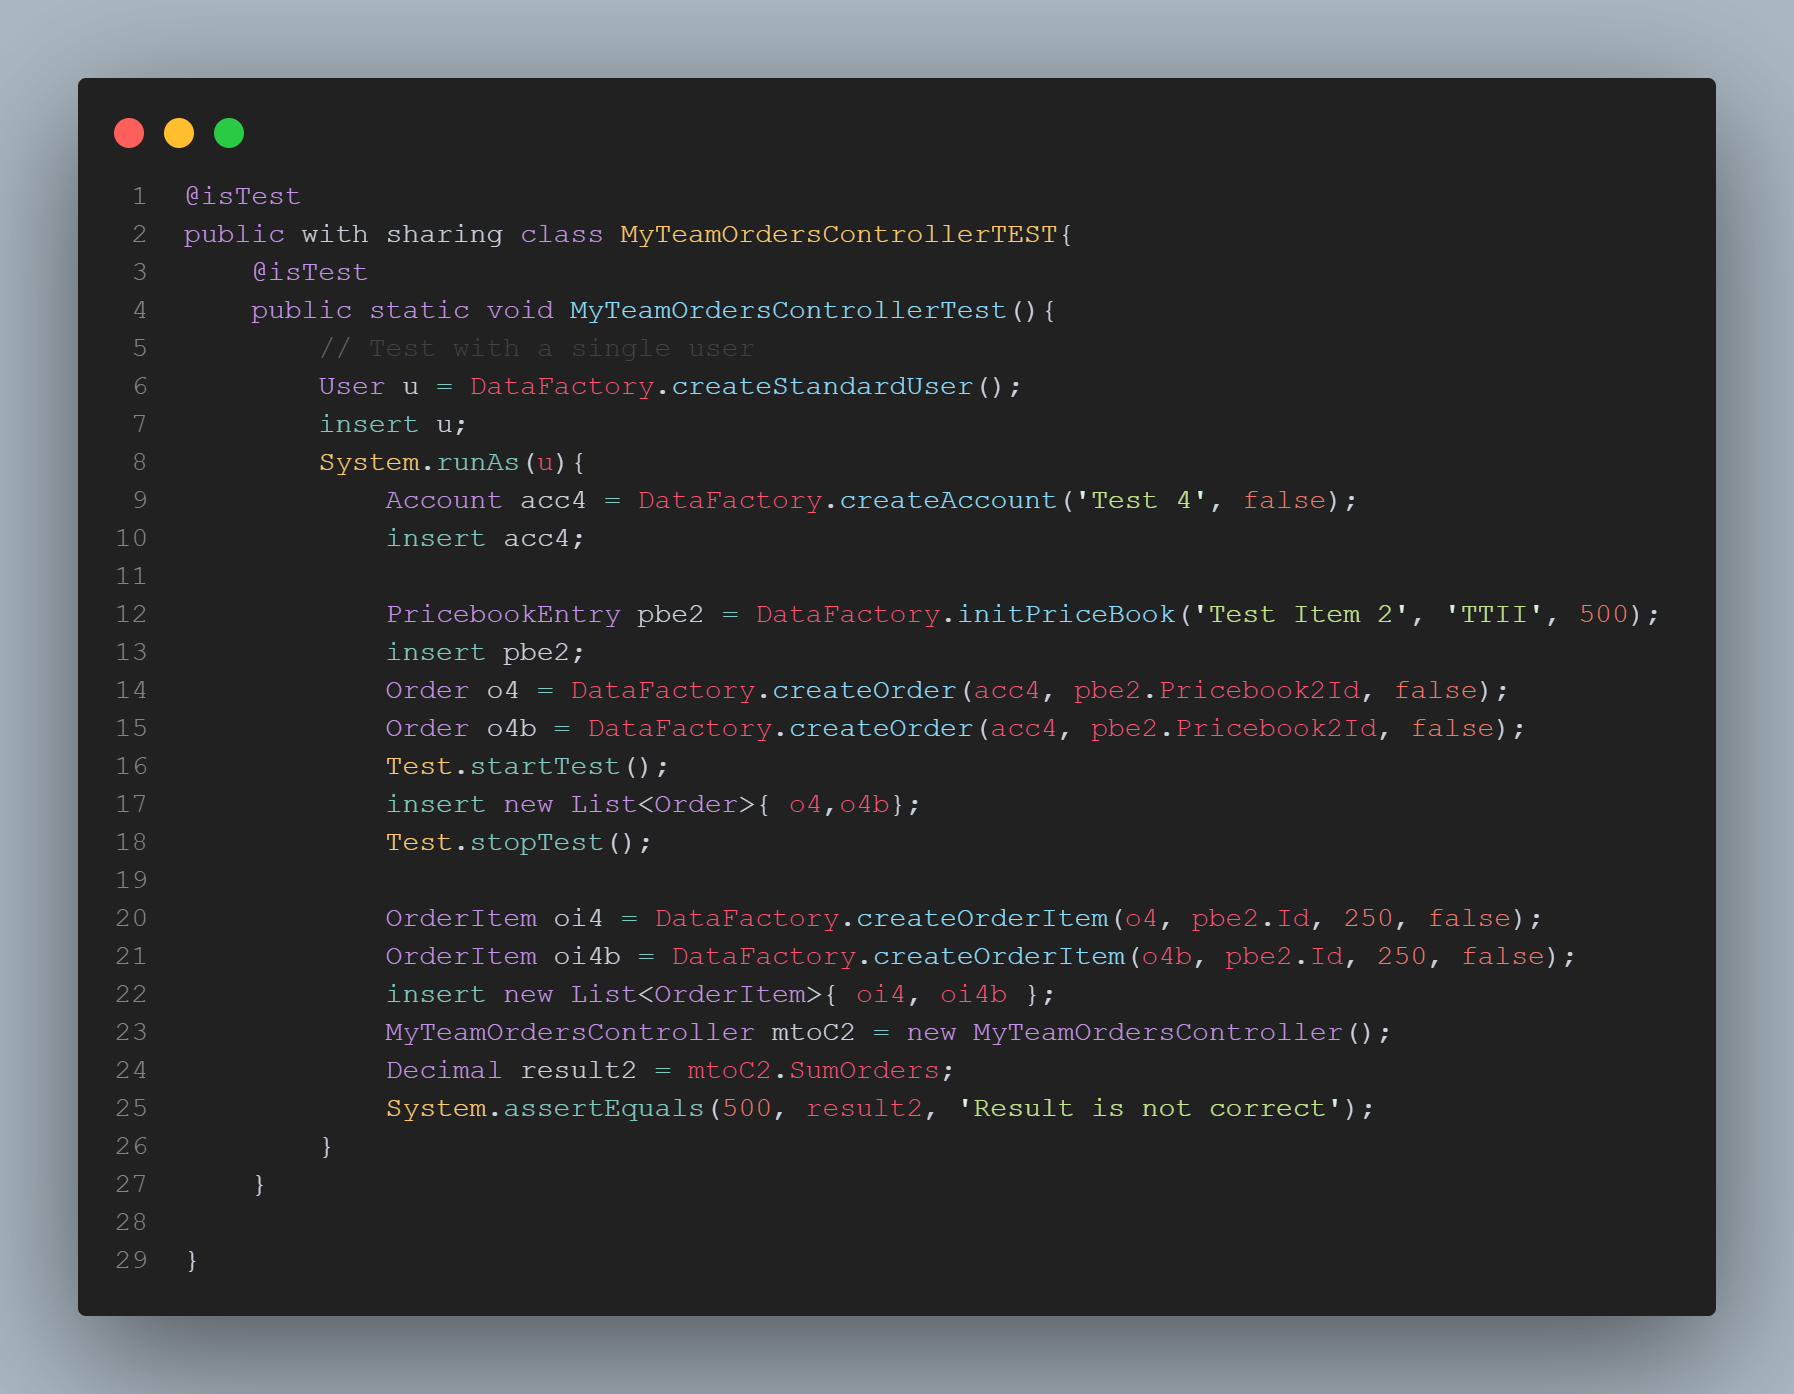 1 @isTest
2 public with sharing class MyTeamOrdersControllerTEST{
3     @isTest
4     public static void MyTeamOrdersControllerTest(){
5         // Test with a single user
6         User u = DataFactory.createStandardUser();
7         insert u;
8         System.runAs(u){
9             Account acc4 = DataFactory.createAccount('Test 4', false);
10             insert acc4;
11
12             PricebookEntry pbe2 = DataFactory.initPriceBook('Test Item 2', 'TTII', 500);
13             insert pbe2;
14             Order o4 = DataFactory.createOrder(acc4, pbe2.Pricebook2Id, false);
15             Order o4b = DataFactory.createOrder(acc4, pbe2.Pricebook2Id, false);
16             Test.startTest();
17             insert new List<Order>{ o4,o4b};
18             Test.stopTest();
19
20             OrderItem oi4 = DataFactory.createOrderItem(o4, pbe2.Id, 250, false);
21             OrderItem oi4b = DataFactory.createOrderItem(o4b, pbe2.Id, 250, false);
22             insert new List<OrderItem>{ oi4, oi4b };
23             MyTeamOrdersController mtoC2 = new MyTeamOrdersController();
24             Decimal result2 = mtoC2.SumOrders;
25             System.assertEquals(500, result2, 'Result is not correct');
26         }
27     }
28
29 }